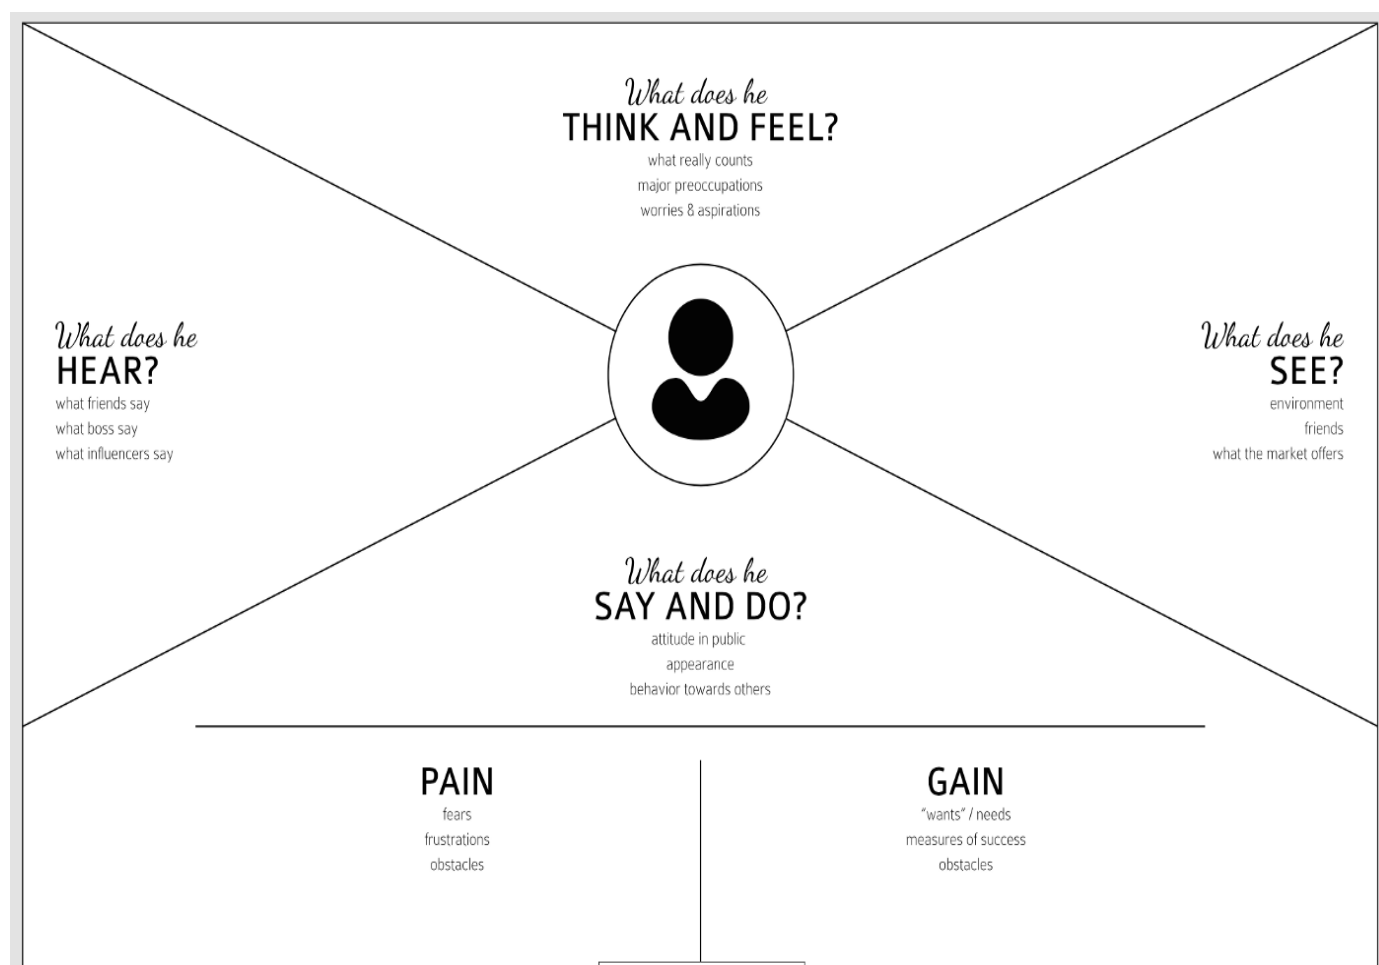 What does he
THINK AND FEEL?
what really counts
major preoccupations
worries & aspirations
What does he
HEAR?
what friends say
what boss say
what influencers say
What does he
SEE?
environment
friends
what the market offers
What does he
SAY AND DO?
attitude in public
appearance
behavior towards others
PAIN
fears
frustrations
obstacles
GAIN
"wants" / needs
measures of success
obstacles